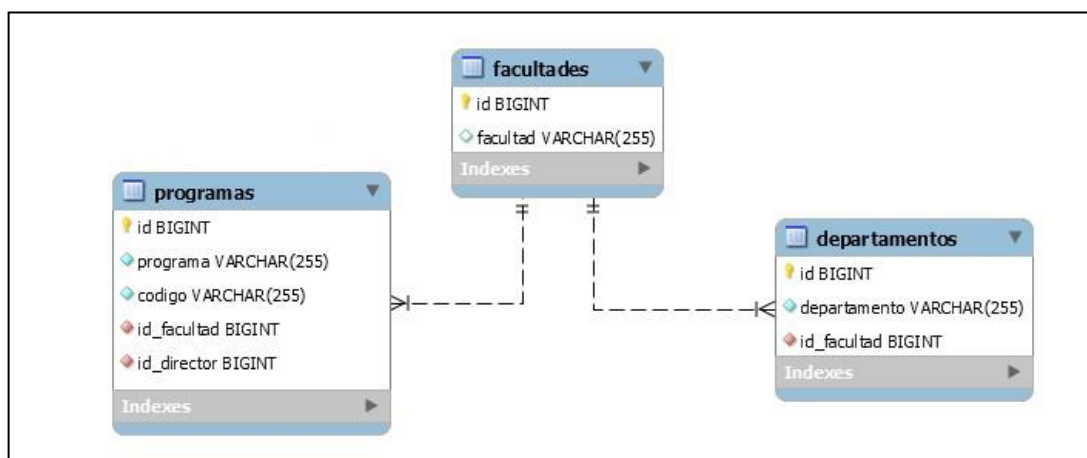 facultades
id BIGINT
facultad VARCHAR(255)
Indexes
programas
id BIGINT
programa VARCHAR(255)
codigo VARCHAR(255)
id_facultad BIGINT
id_director BIGINT
Indexes
departamentos
id BIGINT
departamento VARCHAR(255)
id_facultad BIGINT
Indexes